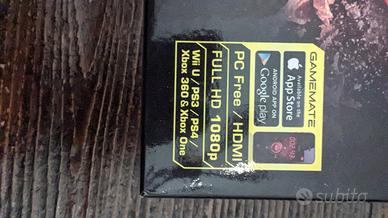 GAMEMATE
Available on the
App Store
ANDROID APP ON
Google play
PC Free / HDMI
FULL HD 1080p
Wii U / PS3 / PS4 /
Xbox 360 & Xbox One
subito